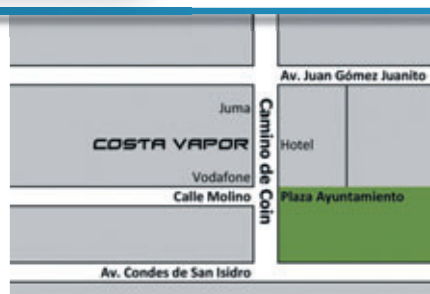 Av. Juan Gómez Juanito
Juma
COSTA VAPOR
Hotel
Vodafone
Camino de Coin
Calle Molino
Plaza Ayuntamiento
Av. Condes de San Isidro